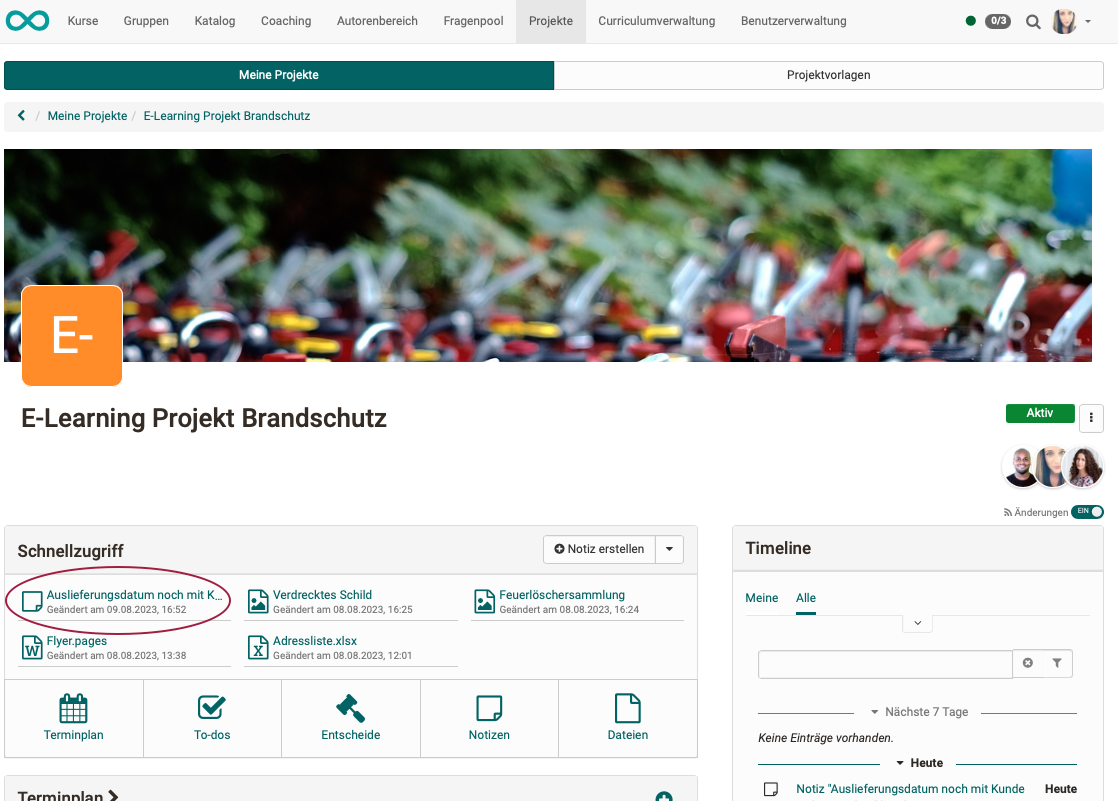 Kurse Gruppen Katalog Coaching Autorenbereich Fragenpool Projekte Curriculumverwaltung Benutzerverwaltung 0/3
Meine Projekte Projektvorlagen
/ Meine Projekte / E-Learning Projekt Brandschutz
E-
E-Learning Projekt Brandschutz
Aktiv
Änderungen EIN
Schnellzugriff
Notiz erstellen
Auslieferungsdatum noch mit K...
Geändert am 09.08.2023, 16:52
Verdrecktes Schild
Geändert am 08.08.2023, 16:25
Feuerlöschersammlung
Geändert am 08.08.2023, 16:24
Flyer.pages
Geändert am 08.08.2023, 13:38
Adressliste.xlsx
Geändert am 08.08.2023, 12:01
Terminplan To-dos Entscheide Notizen Dateien
Terminplan
Timeline
Meine Alle
Nächste 7 Tage
Keine Einträge vorhanden.
Heute
Notiz "Auslieferungsdatum noch mit Kunde Heute